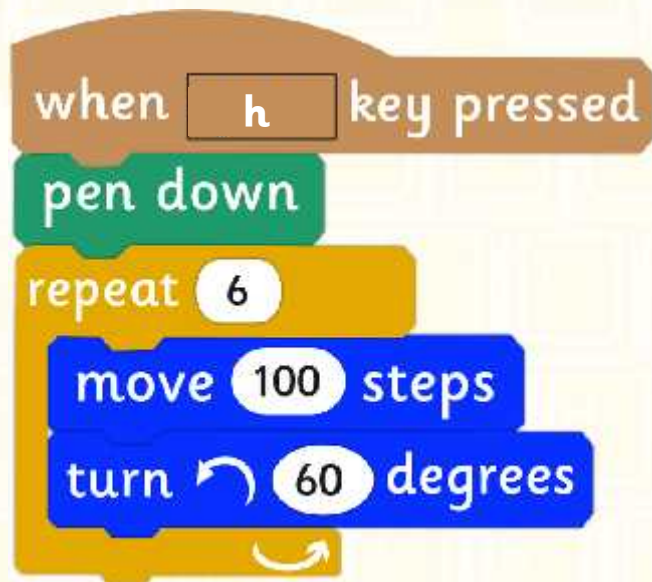 when h key pressed
pen down
repeat 6
move 100 steps
turn 60 degrees